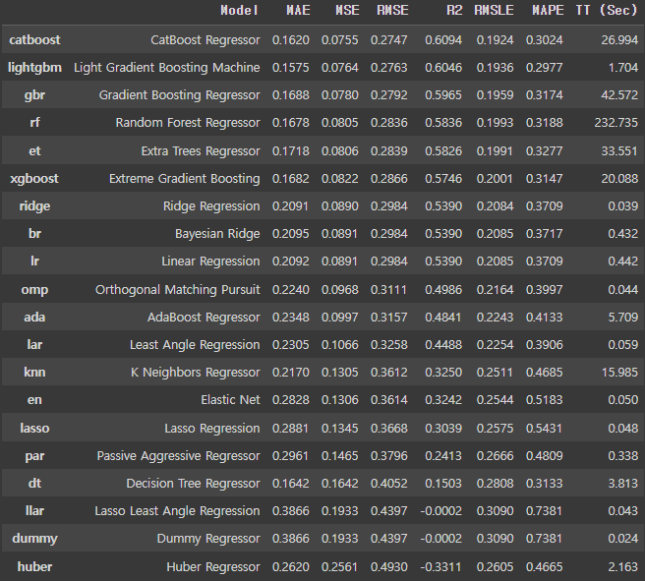 Model MAE MSE RMSE R2 RMSLE MAPE TT (Sec)
catboost CatBoost Regressor 0.1620 0.0755 0.2747 0.6094 0.1924 0.3024 26.994
lightgbm Light Gradient Boosting Machine 0.1575 0.0764 0.2763 0.6046 0.1936 0.2977 1.704
gbr Gradient Boosting Regressor 0.1688 0.0780 0.2792 0.5965 0.1959 0.3174 42.572
rf Random Forest Regressor 0.1678 0.0805 0.2836 0.5836 0.1993 0.3188 232.735
et Extra Trees Regressor 0.1718 0.0806 0.2839 0.5826 0.1991 0.3277 33.551
xgboost Extreme Gradient Boosting 0.1682 0.0822 0.2866 0.5746 0.2001 0.3147 20.088
ridge Ridge Regression 0.2091 0.0890 0.2984 0.5390 0.2084 0.3709 0.039
br Bayesian Ridge 0.2095 0.0891 0.2984 0.5390 0.2085 0.3717 0.432
lr Linear Regression 0.2092 0.0891 0.2984 0.5390 0.2085 0.3709 0.442
omp Orthogonal Matching Pursuit 0.2240 0.0968 0.3111 0.4986 0.2164 0.3997 0.044
ada AdaBoost Regressor 0.2348 0.0997 0.3157 0.4841 0.2243 0.4133 5.709
lar Least Angle Regression 0.2305 0.1066 0.3258 0.4488 0.2254 0.3906 0.059
knn K Neighbors Regressor 0.2170 0.1305 0.3612 0.3250 0.2511 0.4685 15.985
en Elastic Net 0.2828 0.1306 0.3614 0.3242 0.2544 0.5183 0.050
lasso Lasso Regression 0.2881 0.1345 0.3668 0.3039 0.2575 0.5431 0.048
par Passive Aggressive Regressor 0.2961 0.1465 0.3796 0.2413 0.2666 0.4809 0.338
dt Decision Tree Regressor 0.1642 0.1642 0.4052 0.1503 0.2808 0.3133 3.813
llar Lasso Least Angle Regression 0.3866 0.1933 0.4397 -0.0002 0.3090 0.7381 0.043
dummy Dummy Regressor 0.3866 0.1933 0.4397 -0.0002 0.3090 0.7381 0.024
huber Huber Regressor 0.2620 0.2561 0.4930 -0.3311 0.2605 0.4665 2.163